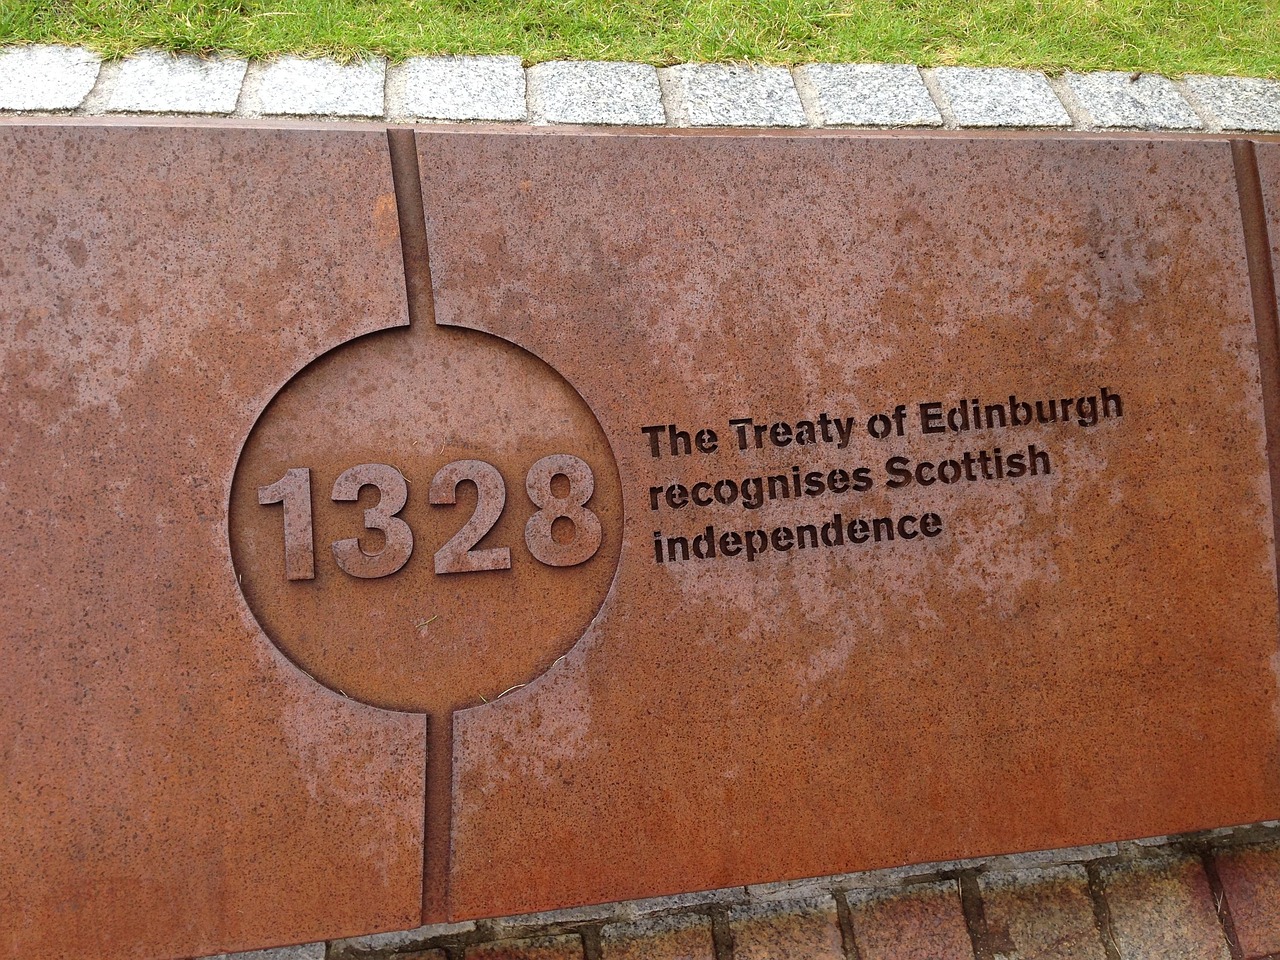 1328
The Treaty of Edinburgh
recognises Scottish
independence